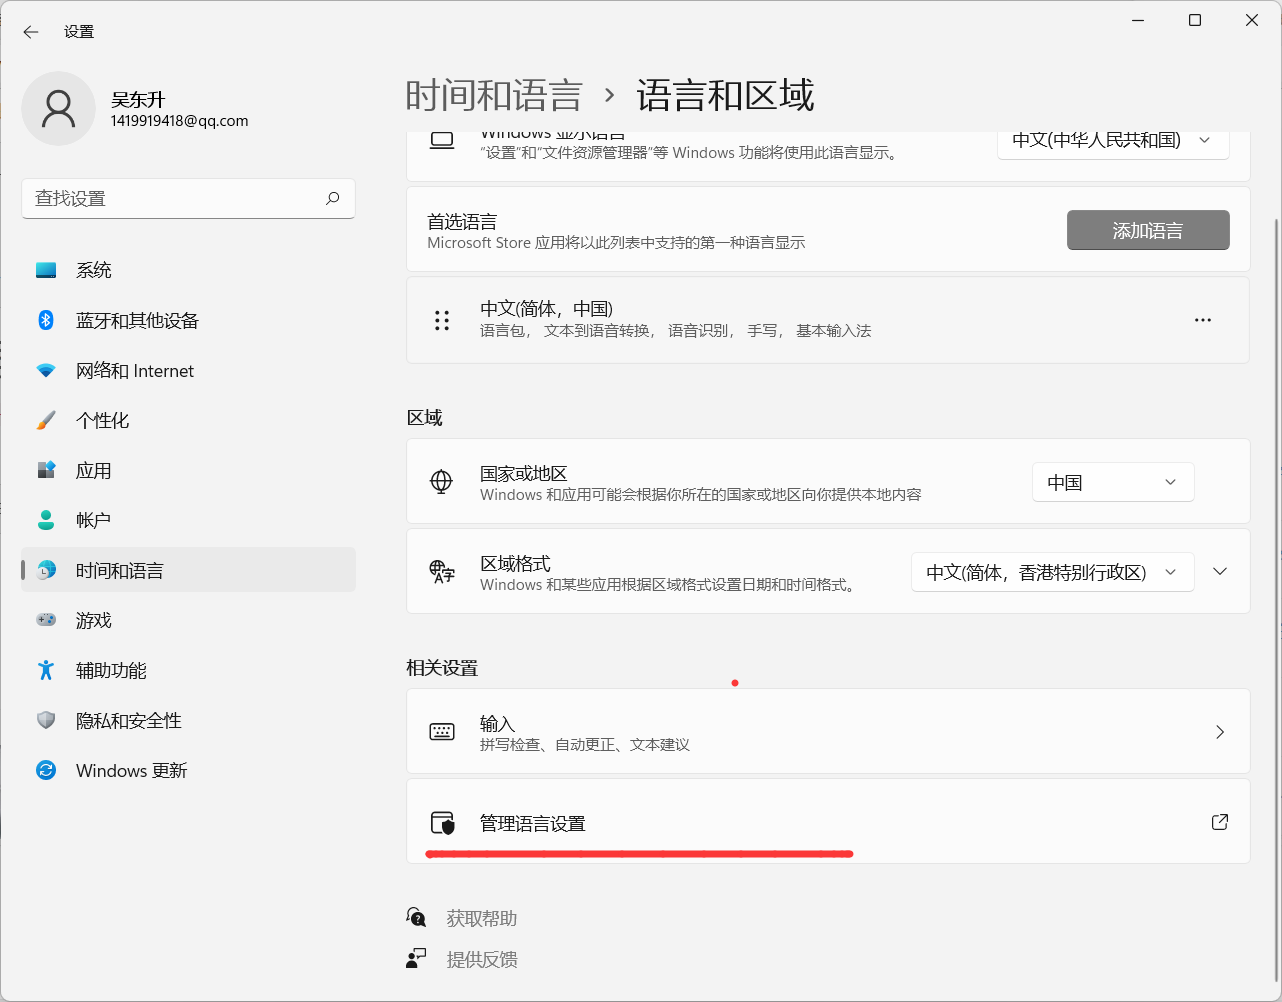 设置
吴东升
1419919418@qq.com
查找设置
系统
蓝牙和其他设备
网络和 Internet
个性化
应用
帐户
时间和语言
游戏
辅助功能
隐私和安全性
Windows 更新
时间和语言 › 语言和区域
Windows 显示语言
“设置”和“文件资源管理器”等 Windows 功能将使用此语言显示。
中文(中华人民共和国)
首选语言
Microsoft Store 应用将以此列表中支持的第一种语言显示
添加语言
中文(简体，中国)
语言包， 文本到语音转换， 语音识别， 手写， 基本输入法
区域
国家或地区
Windows 和应用可能会根据你所在的国家或地区向你提供本地内容
中国
区域格式
Windows 和某些应用根据区域格式设置日期和时间格式。
中文(简体，香港特别行政区)
相关设置
输入
拼写检查、自动更正、文本建议
管理语言设置
获取帮助
提供反馈